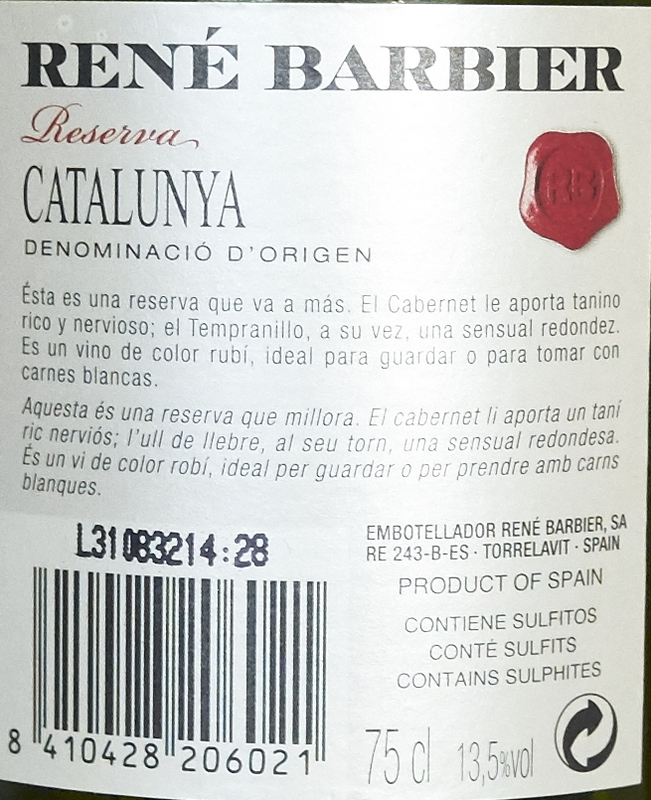 RENÉ BARBIER
Reserva
CATALUNYA
DENOMINACIÓ D'ORIGEN
RB
Ésta es una reserva que va a más. El Cabernet le aporta tanino
rico y nervioso; el Tempranillo, a su vez, una sensual redondez.
Es un vino de color rubí, ideal para guardar o para tomar con
carnes blancas.
Aquesta és una reserva que millora. El cabernet li aporta un taní
ric nerviós; l'ull de llebre, al seu torn, una sensual redondesa.
És un vi de color robí, ideal per guardar o per prendre amb carns
blanques.
L31083214:28
EMBOTELLADOR RENÉ BARBIER, SA
RE 243-B-ES · TORRELAVIT · SPAIN
PRODUCT OF SPAIN
CONTIENE SULFITOS
CONTÉ SULFITS
CONTAINS SULPHITES
8 410428 206021
75 cl 13,5%vol